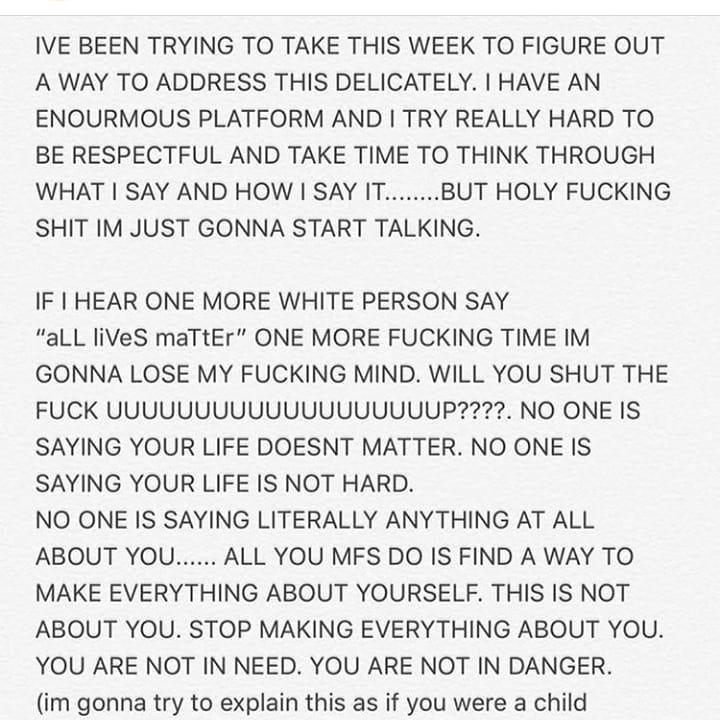 IVE BEEN TRYING TO TAKE THIS WEEK TO FIGURE OUT
A WAY TO ADDRESS THIS DELICATELY. I HAVE AN
ENOURMOUS PLATFORM AND I TRY REALLY HARD TO
BE RESPECTFUL AND TAKE TIME TO THINK THROUGH
WHAT I SAY AND HOW I SAY IT........BUT HOLY FUCKING
SHIT IM JUST GONNA START TALKING.
IF I HEAR ONE MORE WHITE PERSON SAY
“aLL liVeS maTtEr” ONE MORE FUCKING TIME IM
GONNA LOSE MY FUCKING MIND. WILL YOU SHUT THE
FUCK UUUUUUUUUUUUUUUUUUUP????. NO ONE IS
SAYING YOUR LIFE DOESNT MATTER. NO ONE IS
SAYING YOUR LIFE IS NOT HARD.
NO ONE IS SAYING LITERALLY ANYTHING AT ALL
ABOUT YOU...... ALL YOU MFS DO IS FIND A WAY TO
MAKE EVERYTHING ABOUT YOURSELF. THIS IS NOT
ABOUT YOU. STOP MAKING EVERYTHING ABOUT YOU.
YOU ARE NOT IN NEED. YOU ARE NOT IN DANGER.
(im gonna try to explain this as if you were a child